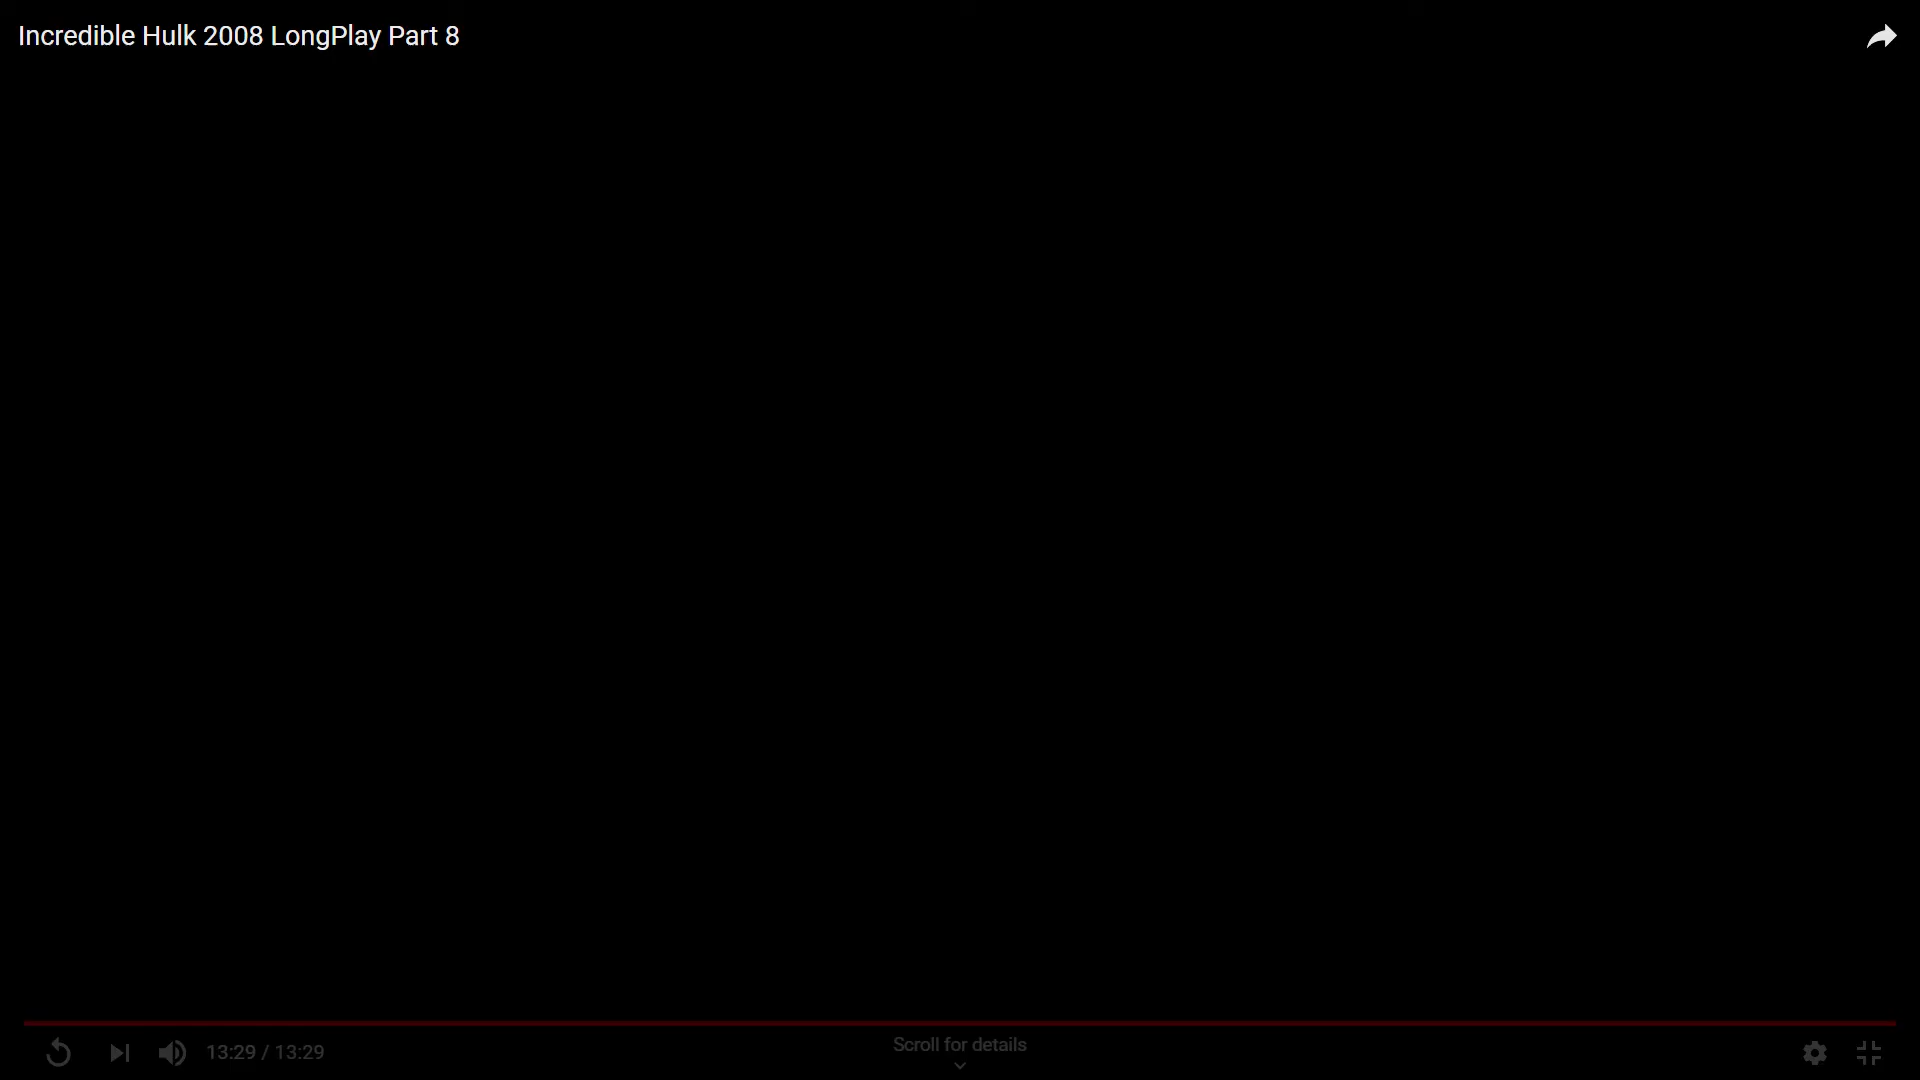 Incredible Hulk 2008 LongPlay Part 8
13:29 / 13:29
Scroll for details